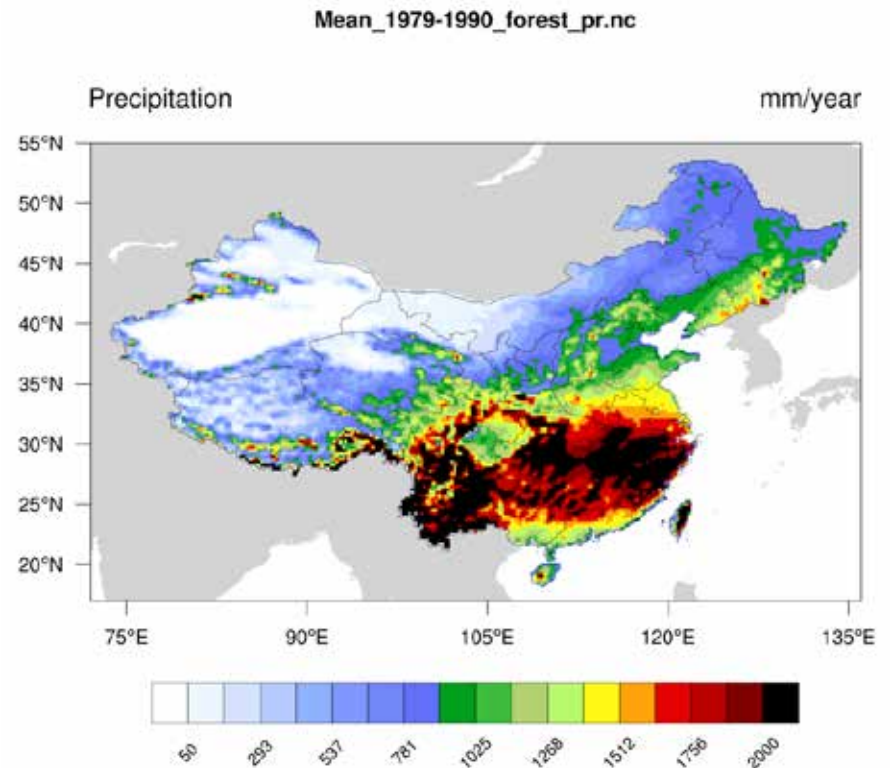 Mean_1979-1990_forest_pr.nc
Precipitation mm/year
55°N
50°N
45°N
40°N
35°N
30°N
25°N
20°N
75°E 90°E 105°E 120°E 135°E
50 293 537 781 1025 1268 1512 1756 2000